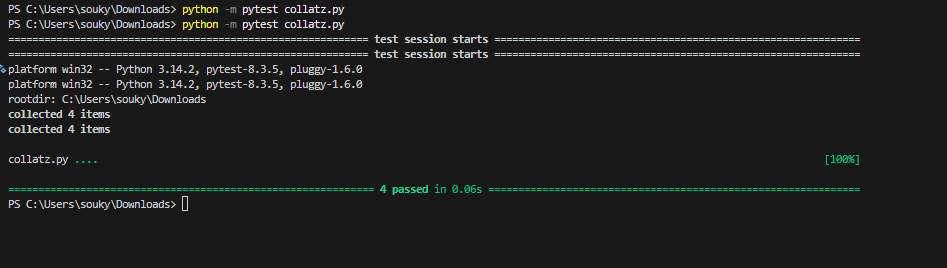 PS C:\Users\souky\Downloads> python -m pytest collatz.py
PS C:\Users\souky\Downloads> python -m pytest collatz.py
============================================================ test session starts =============================================================
============================================================ test session starts =============================================================
platform win32 -- Python 3.14.2, pytest-8.3.5, pluggy-1.6.0
platform win32 -- Python 3.14.2, pytest-8.3.5, pluggy-1.6.0
rootdir: C:\Users\souky\Downloads
collected 4 items
collected 4 items
collatz.py .... [100%]
============================================================= 4 passed in 0.06s ==============================================================
PS C:\Users\souky\Downloads>